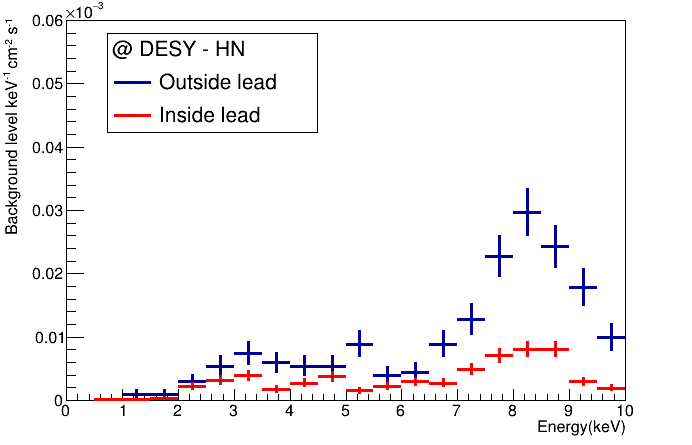 ×10⁻³
0.06
0.05
0.04
0.03
0.02
0.01
0
Background level keV⁻¹ cm⁻² s⁻¹
@ DESY - HN
Outside lead
Inside lead
0 1 2 3 4 5 6 7 8 9 10
Energy(keV)